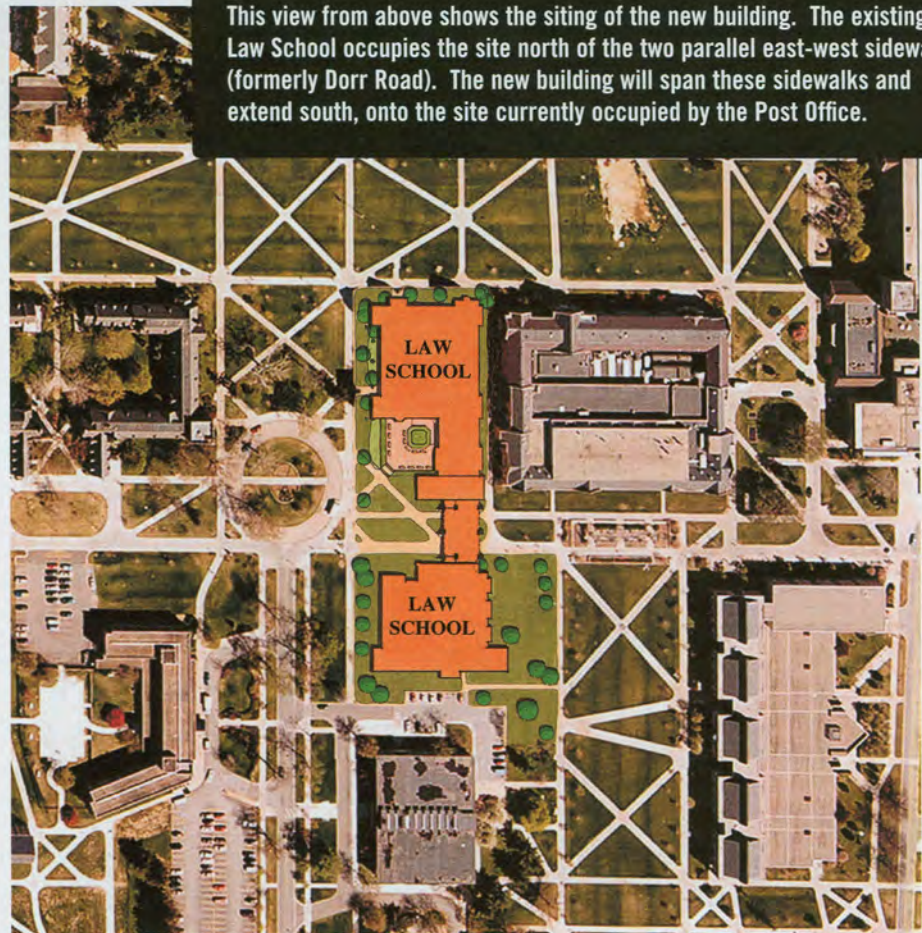 This view from above shows the siting of the new building. The existing
Law School occupies the site north of the two parallel east-west
(formerly Dorr Road). The new building will span these sidewalks and
extend south, onto the site currently occupied by the Post Office.
LAW
SCHOOL
LAW
SCHOOL